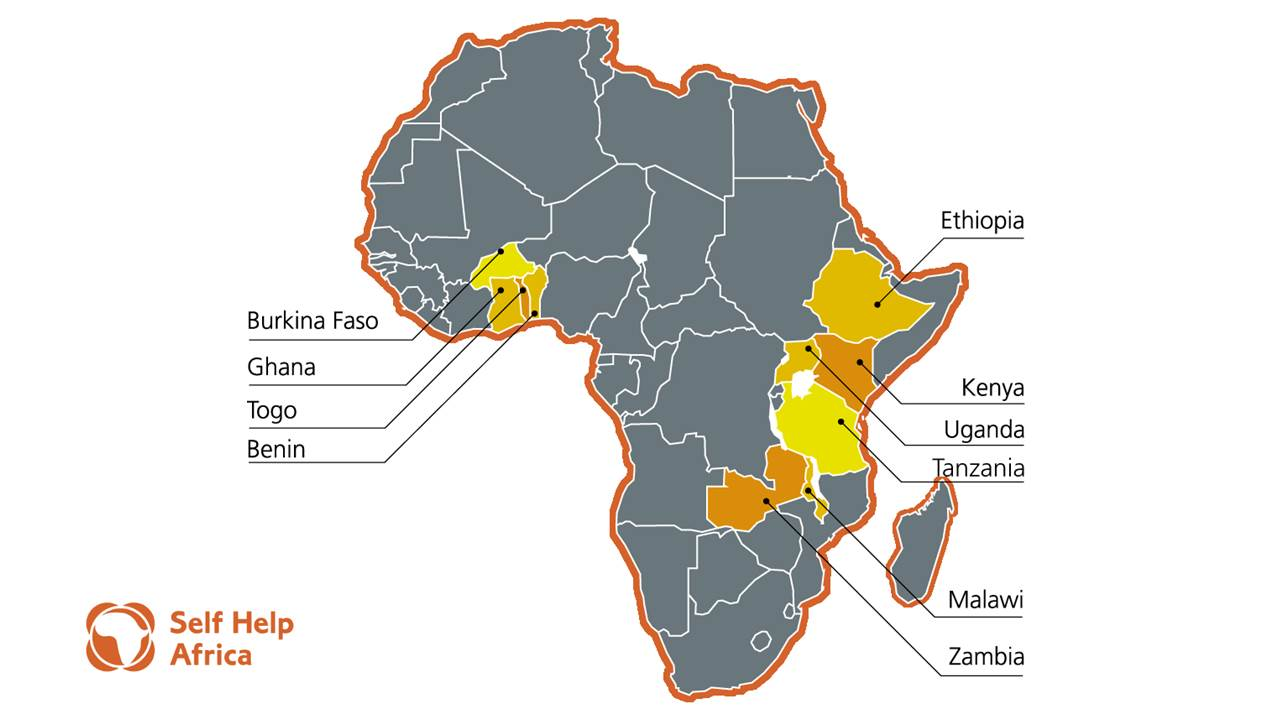 Ethiopia
Burkina Faso
Ghana
Togo
Benin
Kenya
Uganda
Tanzania
Malawi
Zambia
Self Help
Africa